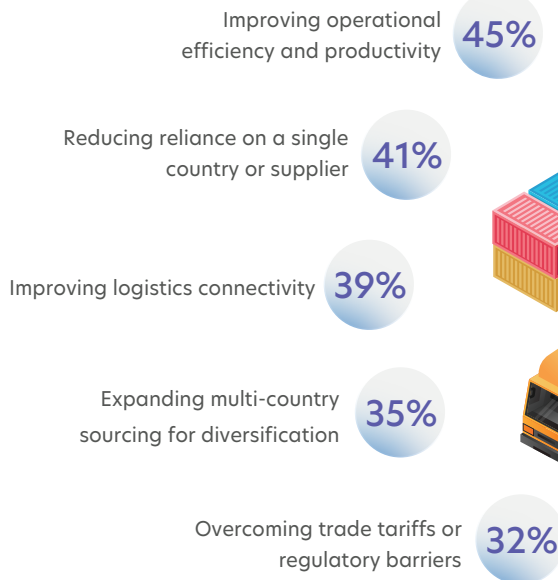 Improving operational
efficiency and productivity
45%
Reducing reliance on a single
country or supplier
41%
Improving logistics connectivity
39%
Expanding multi-country
sourcing for diversification
35%
Overcoming trade tariffs or
regulatory barriers
32%